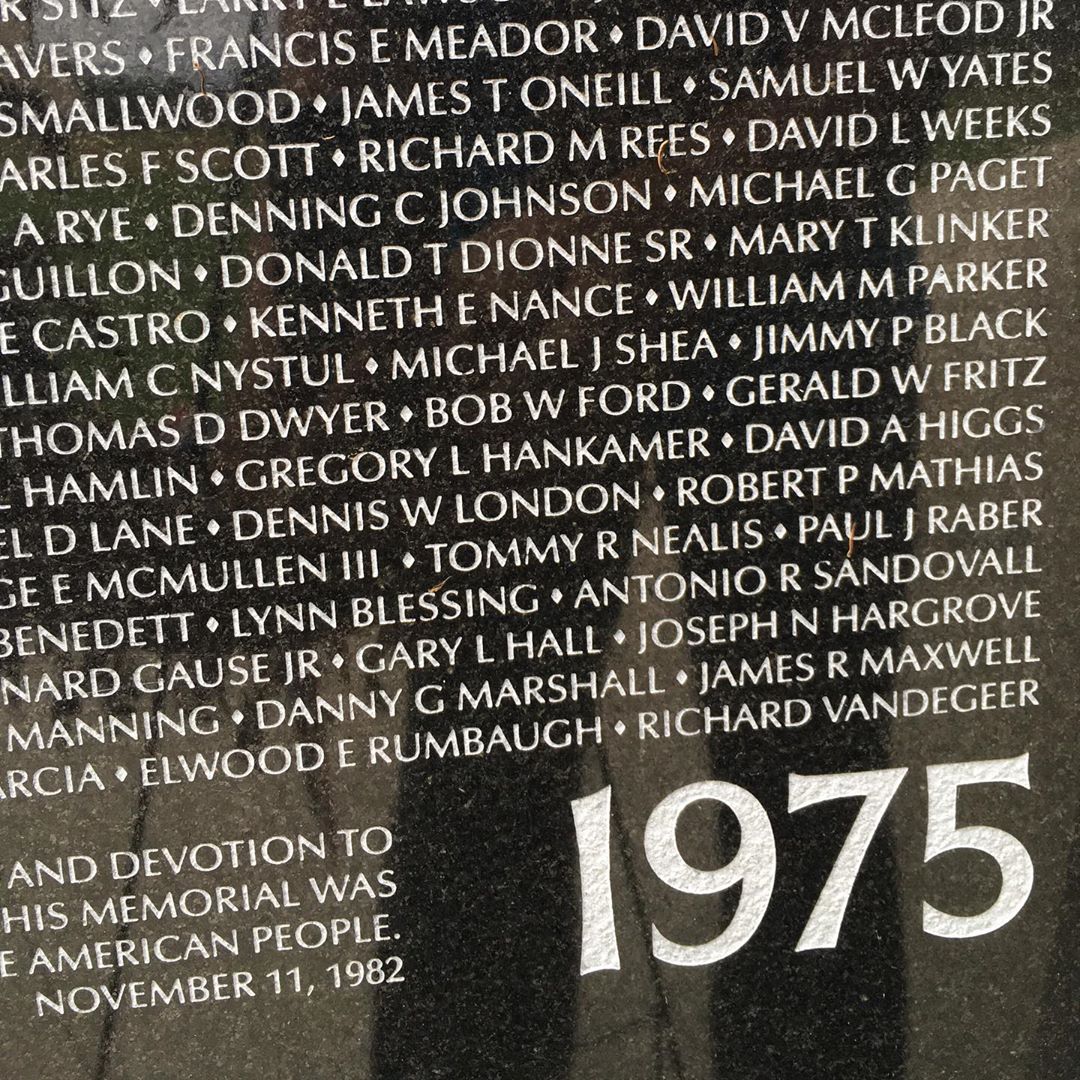 R SITZ ♦ LARRY E
AVERS ♦ FRANCIS E MEADOR ♦ DAVID V MCLEOD JR
SMALLWOOD ♦ JAMES T ONEILL ♦ SAMUEL W YATES
ARLES F SCOTT ♦ RICHARD M REES ♦ DAVID L WEEKS
A RYE ♦ DENNING C JOHNSON ♦ MICHAEL G PAGET
GUILLON ♦ DONALD T DIONNE SR ♦ MARY T KLINKER
E CASTRO ♦ KENNETH E NANCE ♦ WILLIAM M PARKER
LLIAM C NYSTUL ♦ MICHAEL J SHEA ♦ JIMMY P BLACK
THOMAS D DWYER ♦ BOB W FORD ♦ GERALD W FRITZ
L HAMLIN ♦ GREGORY L HANKAMER ♦ DAVID A HIGGS
EL D LANE ♦ DENNIS W LONDON ♦ ROBERT P MATHIAS
GE E MCMULLEN III ♦ TOMMY R NEALIS ♦ PAUL J RABER
BENEDETT ♦ LYNN BLESSING ♦ ANTONIO R SANDOVALL
NARD GAUSE JR ♦ GARY L HALL ♦ JOSEPH N HARGROVE
MANNING ♦ DANNY G MARSHALL ♦ JAMES R MAXWELL
ARCIA ♦ ELWOOD E RUMBAUGH ♦ RICHARD VANDEGEER
1975
AND DEVOTION TO
HIS MEMORIAL WAS
E AMERICAN PEOPLE.
NOVEMBER 11, 1982